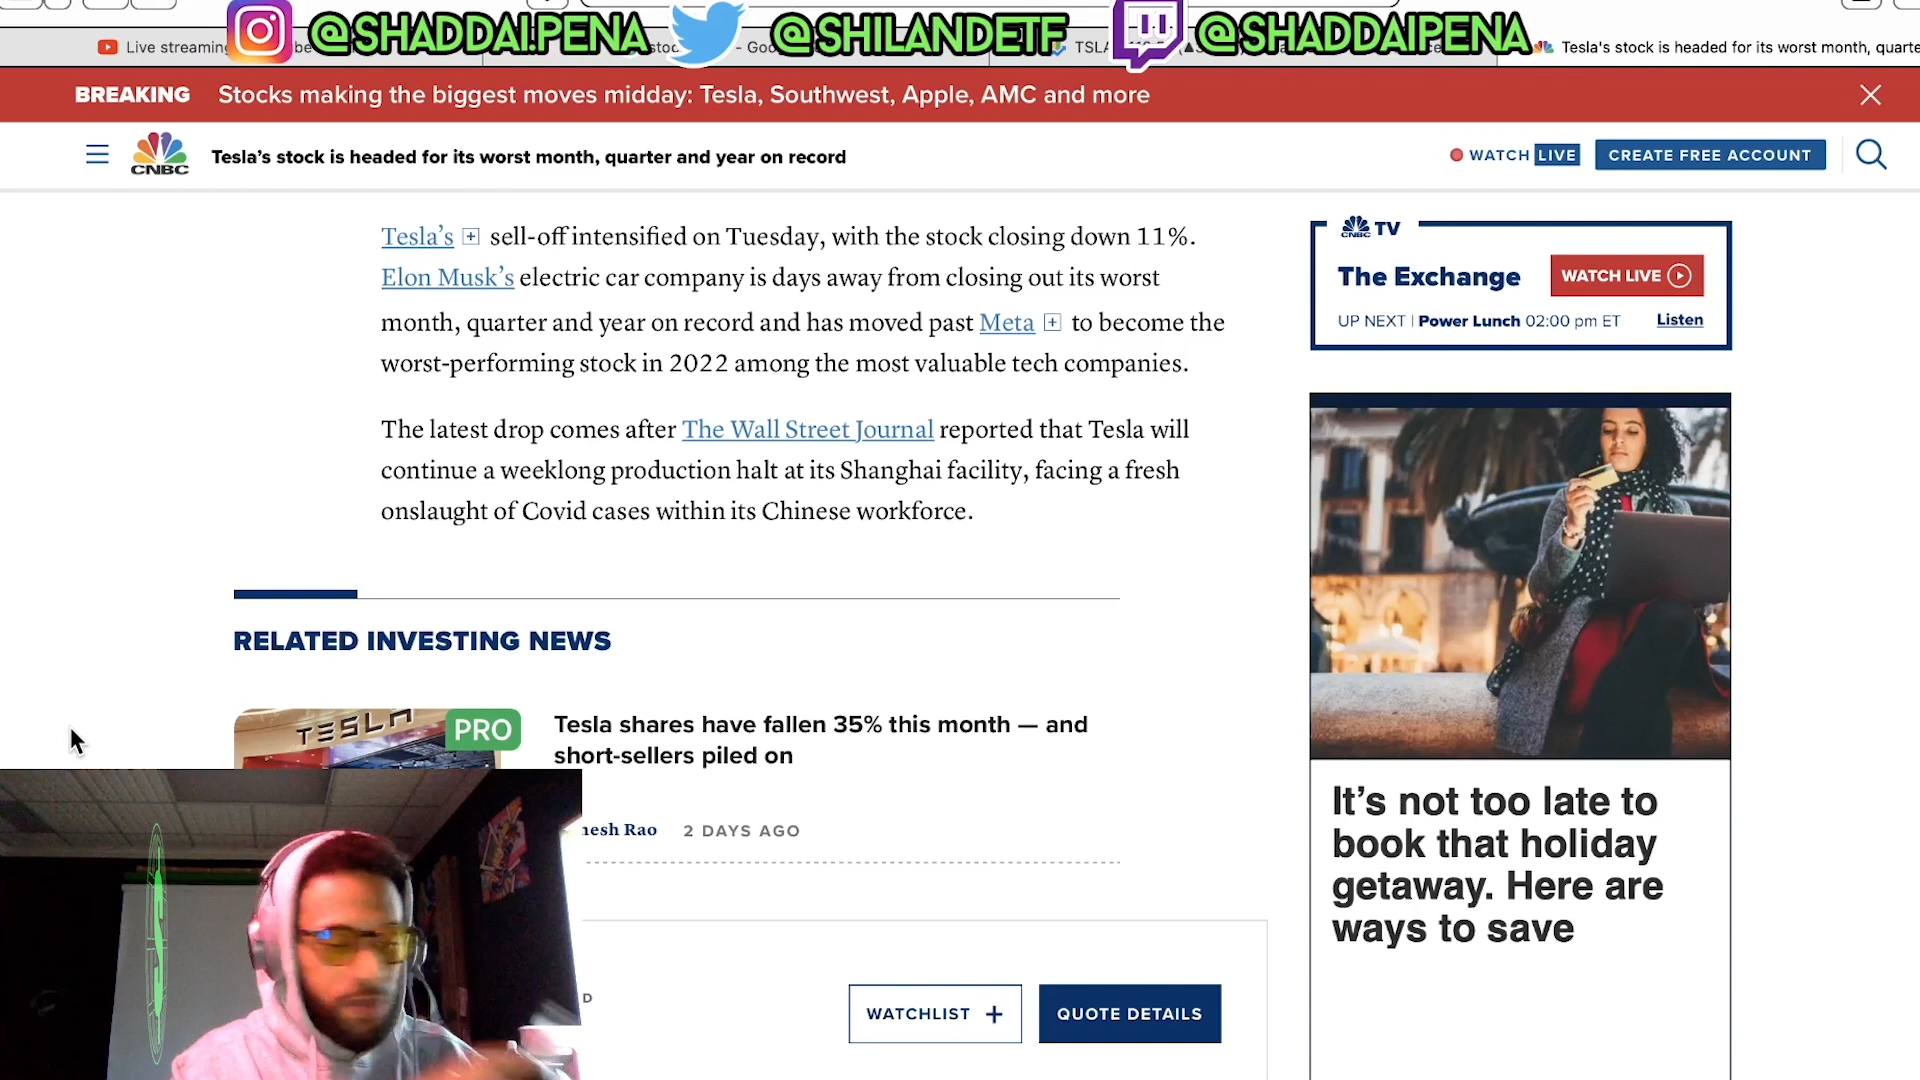 @SHADDAI.PENA @SHILANDETF @SHADDAIPENA
Live streaming
Tesla's stock is headed for its worst month, quarte
BREAKING Stocks making the biggest moves midday: Tesla, Southwest, Apple, AMC and more
CNBC Tesla’s stock is headed for its worst month, quarter and year on record
WATCH LIVE CREATE FREE ACCOUNT
Tesla’s sell-off intensified on Tuesday, with the stock closing down 11%.
Elon Musk’s electric car company is days away from closing out its worst
month, quarter and year on record and has moved past Meta to become the
worst-performing stock in 2022 among the most valuable tech companies.
The latest drop comes after The Wall Street Journal reported that Tesla will
continue a weeklong production halt at its Shanghai facility, facing a fresh
onslaught of Covid cases within its Chinese workforce.
RELATED INVESTING NEWS
TESLA PRO
Tesla shares have fallen 35% this month — and
short-sellers piled on
nesh Rao 2 DAYS AGO
WATCHLIST + QUOTE DETAILS
CNBC TV
The Exchange WATCH LIVE
UP NEXT | Power Lunch 02:00 pm ET Listen
It’s not too late to
book that holiday
getaway. Here are
ways to save